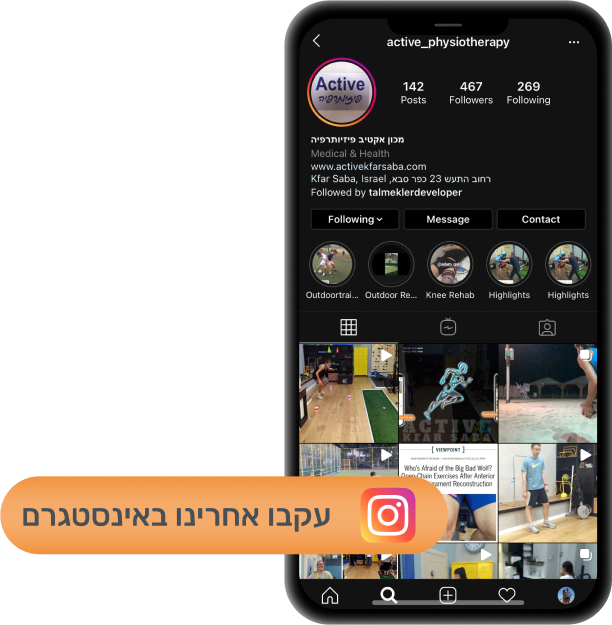 active_physiotherapy
Active
פיזיותרפיה
142 467 269
Posts Followers Following
מכון אקטיב פיזיותרפיה
Medical & Health
www.activekfarsaba.com
רחוב התעש 23 כפר סבא, Kfar Saba, Israel
Followed by talmeklerdeveloper
Following Message Contact
Outdoortrai... Outdoor Re... Knee Rehab Highlights Highlights
ACTIVE
KFAR SABA
[ VIEWPOINT ]
Who's Afraid of the Big Bad Wolf?
Open-Chain Exercises After Anterior
Ligament Reconstruction
עקבו אחרינו באינסטגרם